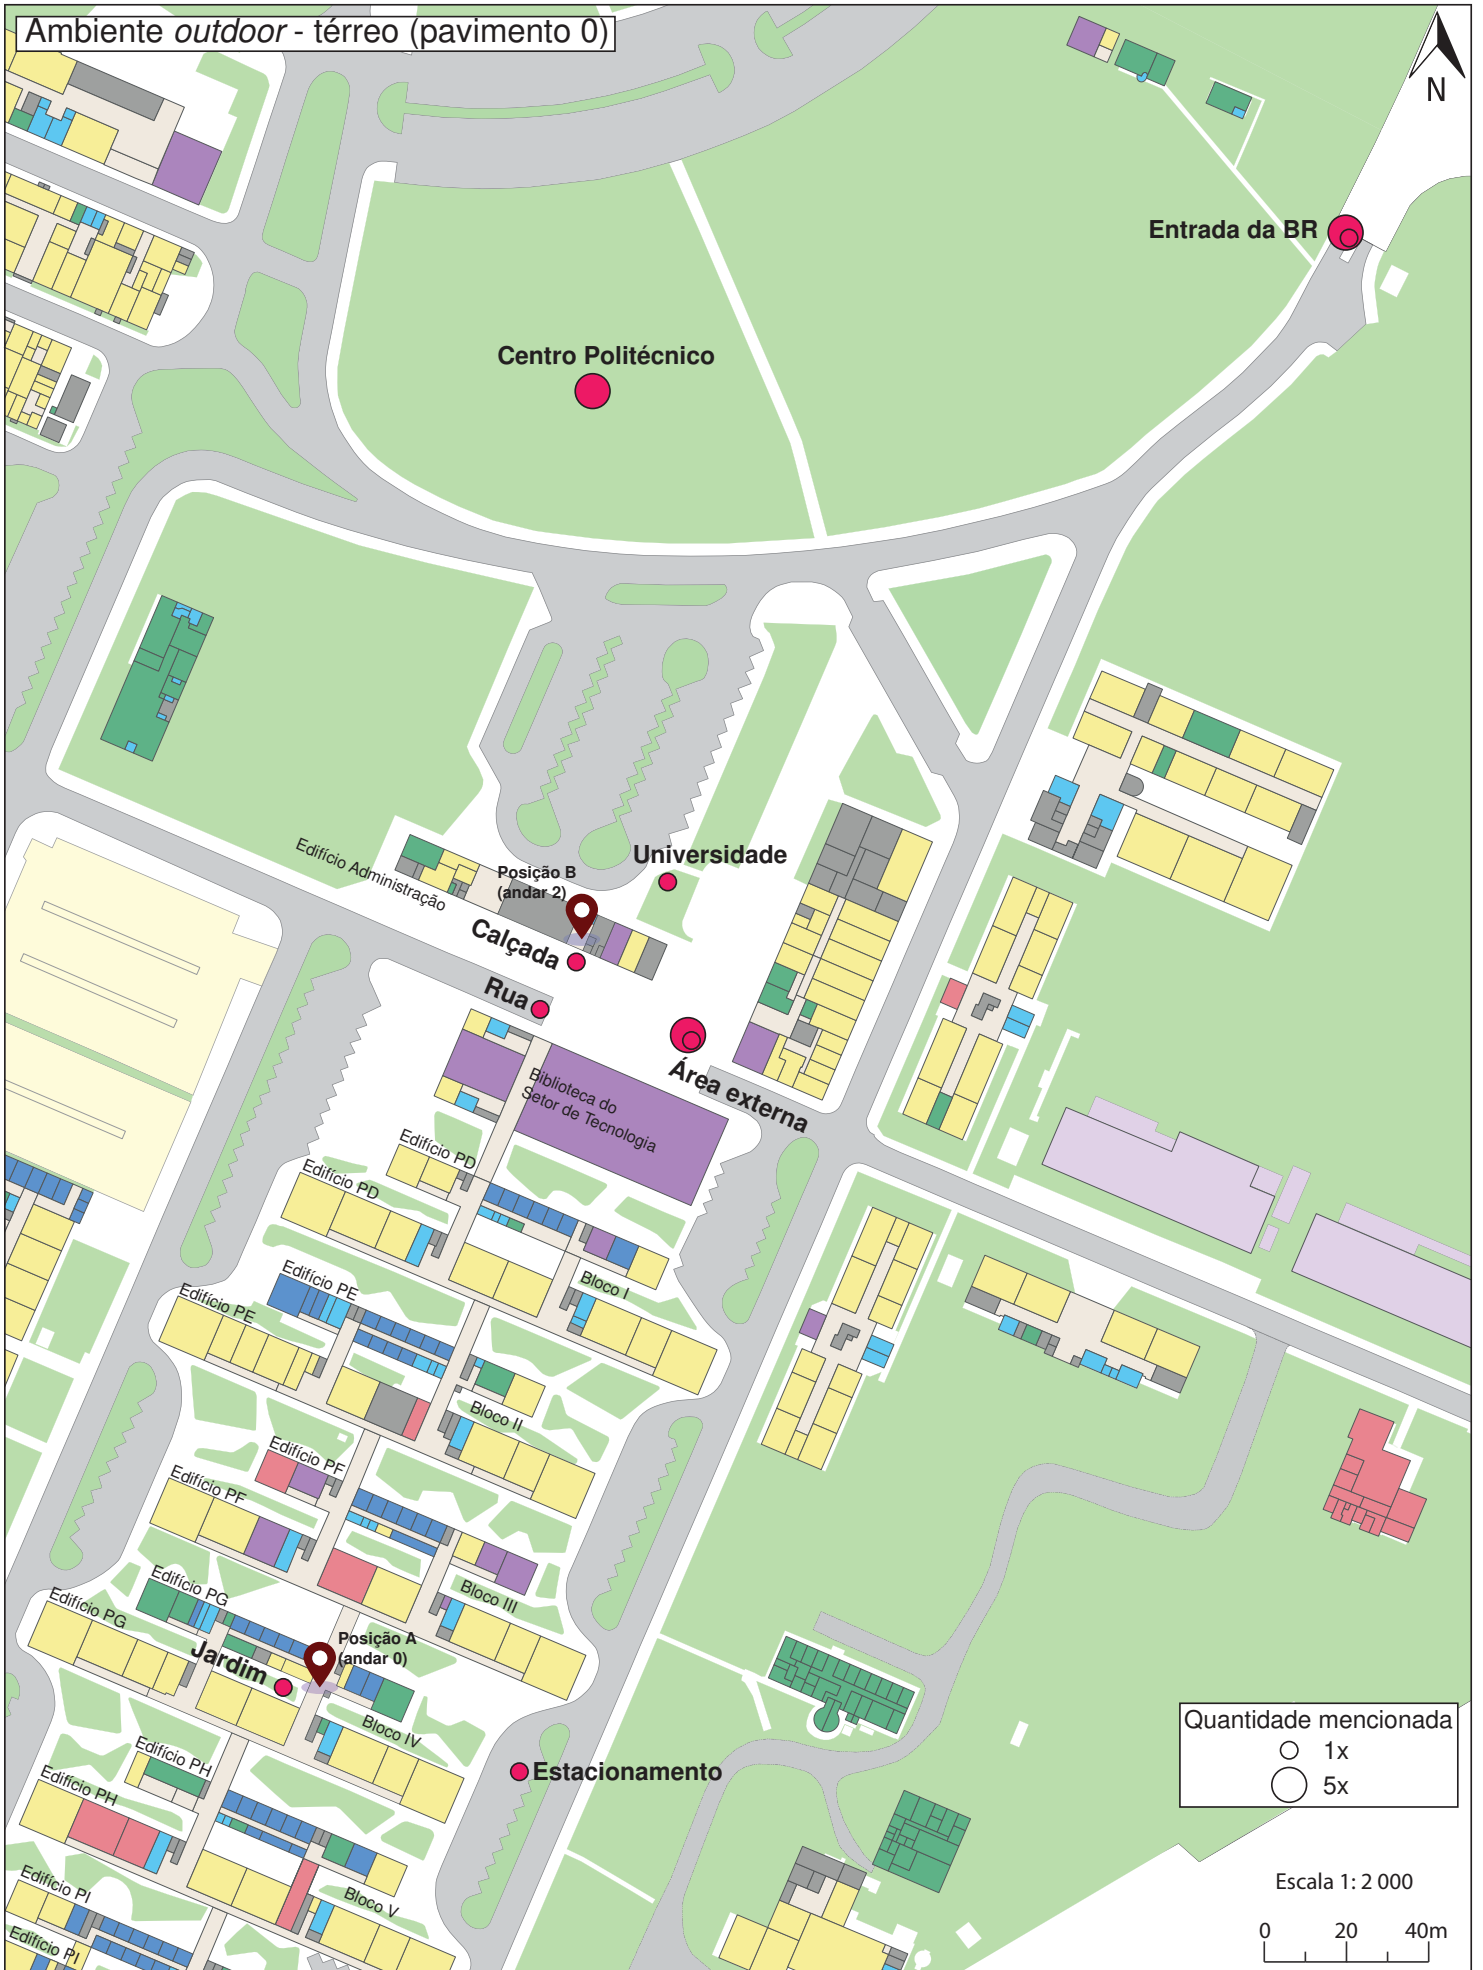 Ambiente outdoor - térreo (pavimento 0)
N
Entrada da BR
Centro Politécnico
Universidade
Edifício Administração
Posição B
(andar 2)
Calçada
Rua
Área externa
Biblioteca do
Setor de Tecnologia
Edifício PD
Edifício PD
Bloco I
Edifício PE
Edifício PE
Bloco II
Edifício PF
Edifício PF
Bloco III
Edifício PG
Edifício PG
Posição A
(andar 0)
Jardim
Bloco IV
Edifício PH
Edifício PH
Estacionamento
Bloco V
Edifício PI
Edifício PI
Quantidade mencionada
1x
5x
Escala 1: 2 000
0 20 40m